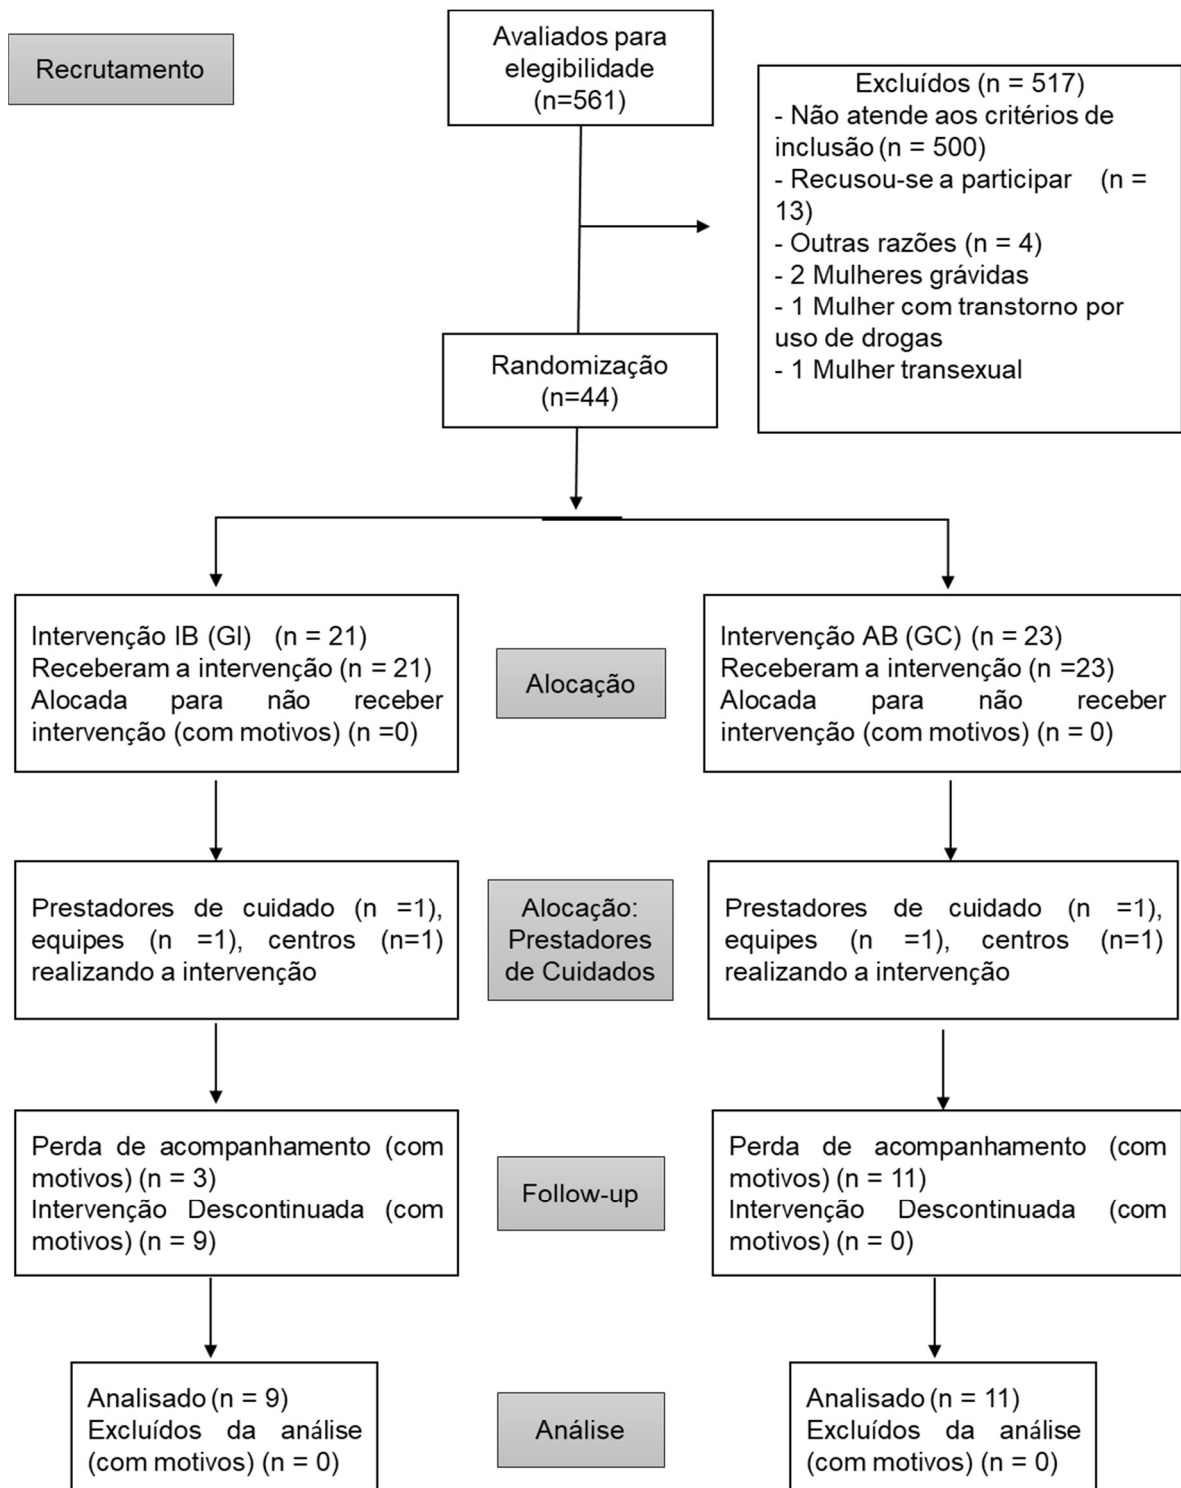 Recrutamento
Avaliados para
elegibilidade
(n=561)
Excluídos (n = 517)
- Não atende aos critérios de
inclusão (n = 500)
- Recusou-se a participar (n =
13)
- Outras razões (n = 4)
- 2 Mulheres grávidas
- 1 Mulher com transtorno por
uso de drogas
- 1 Mulher transexual
Randomização
(n=44)
Intervenção IB (GI) (n = 21)
Receberam a intervenção (n = 21)
Alocada para não receber
intervenção (com motivos) (n =0)
Alocação
Intervenção AB (GC) (n = 23)
Receberam a intervenção (n =23)
Alocada para não receber
intervenção (com motivos) (n = 0)
Prestadores de cuidado (n =1),
equipes (n =1), centros (n=1)
realizando a intervenção
Alocação:
Prestadores
de Cuidados
Prestadores de cuidado (n =1),
equipes (n =1), centros (n=1)
realizando a intervenção
Perda de acompanhamento (com
motivos) (n = 3)
Intervenção Descontinuada (com
motivos) (n = 9)
Follow-up
Perda de acompanhamento (com
motivos) (n = 11)
Intervenção Descontinuada (com
motivos) (n = 0)
Analisado (n = 9)
Excluídos da análise
(com motivos) (n = 0)
Análise
Analisado (n = 11)
Excluídos da análise
(com motivos) (n = 0)